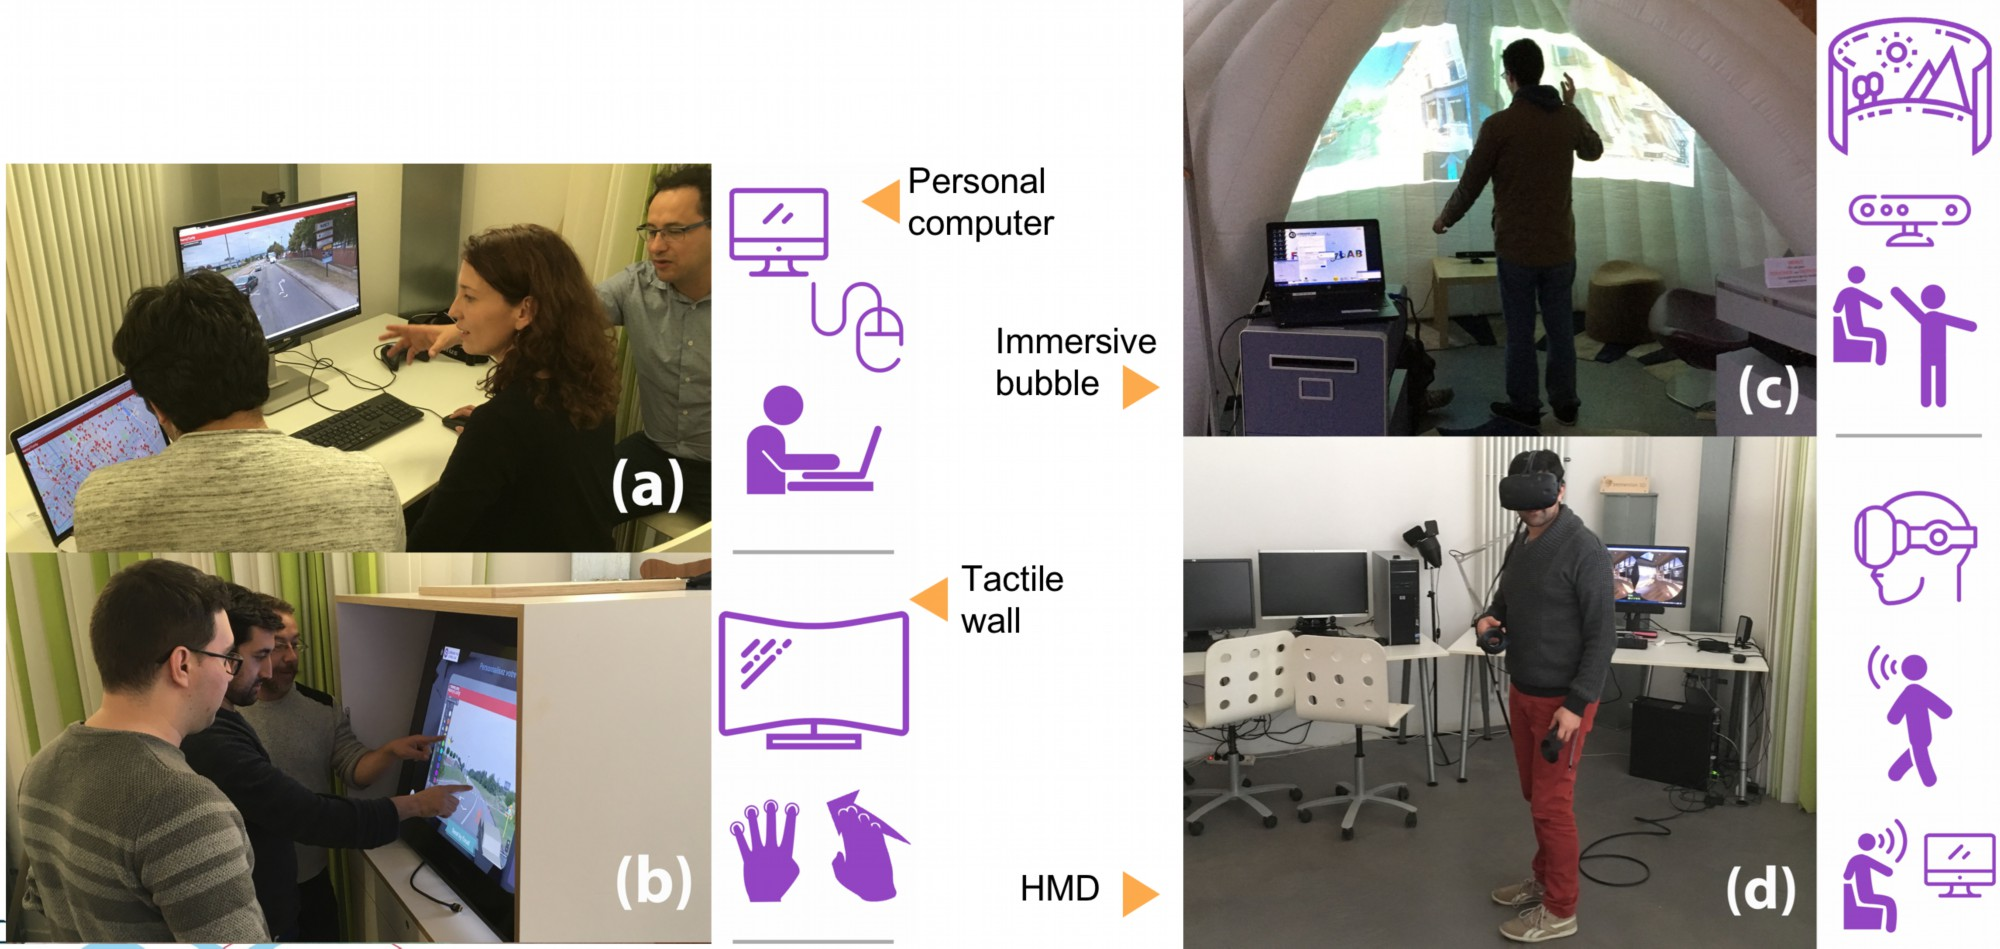 Personal
computer
(a)
Immersive
bubble
(c)
Tactile
wall
(b)
HMD
(d)